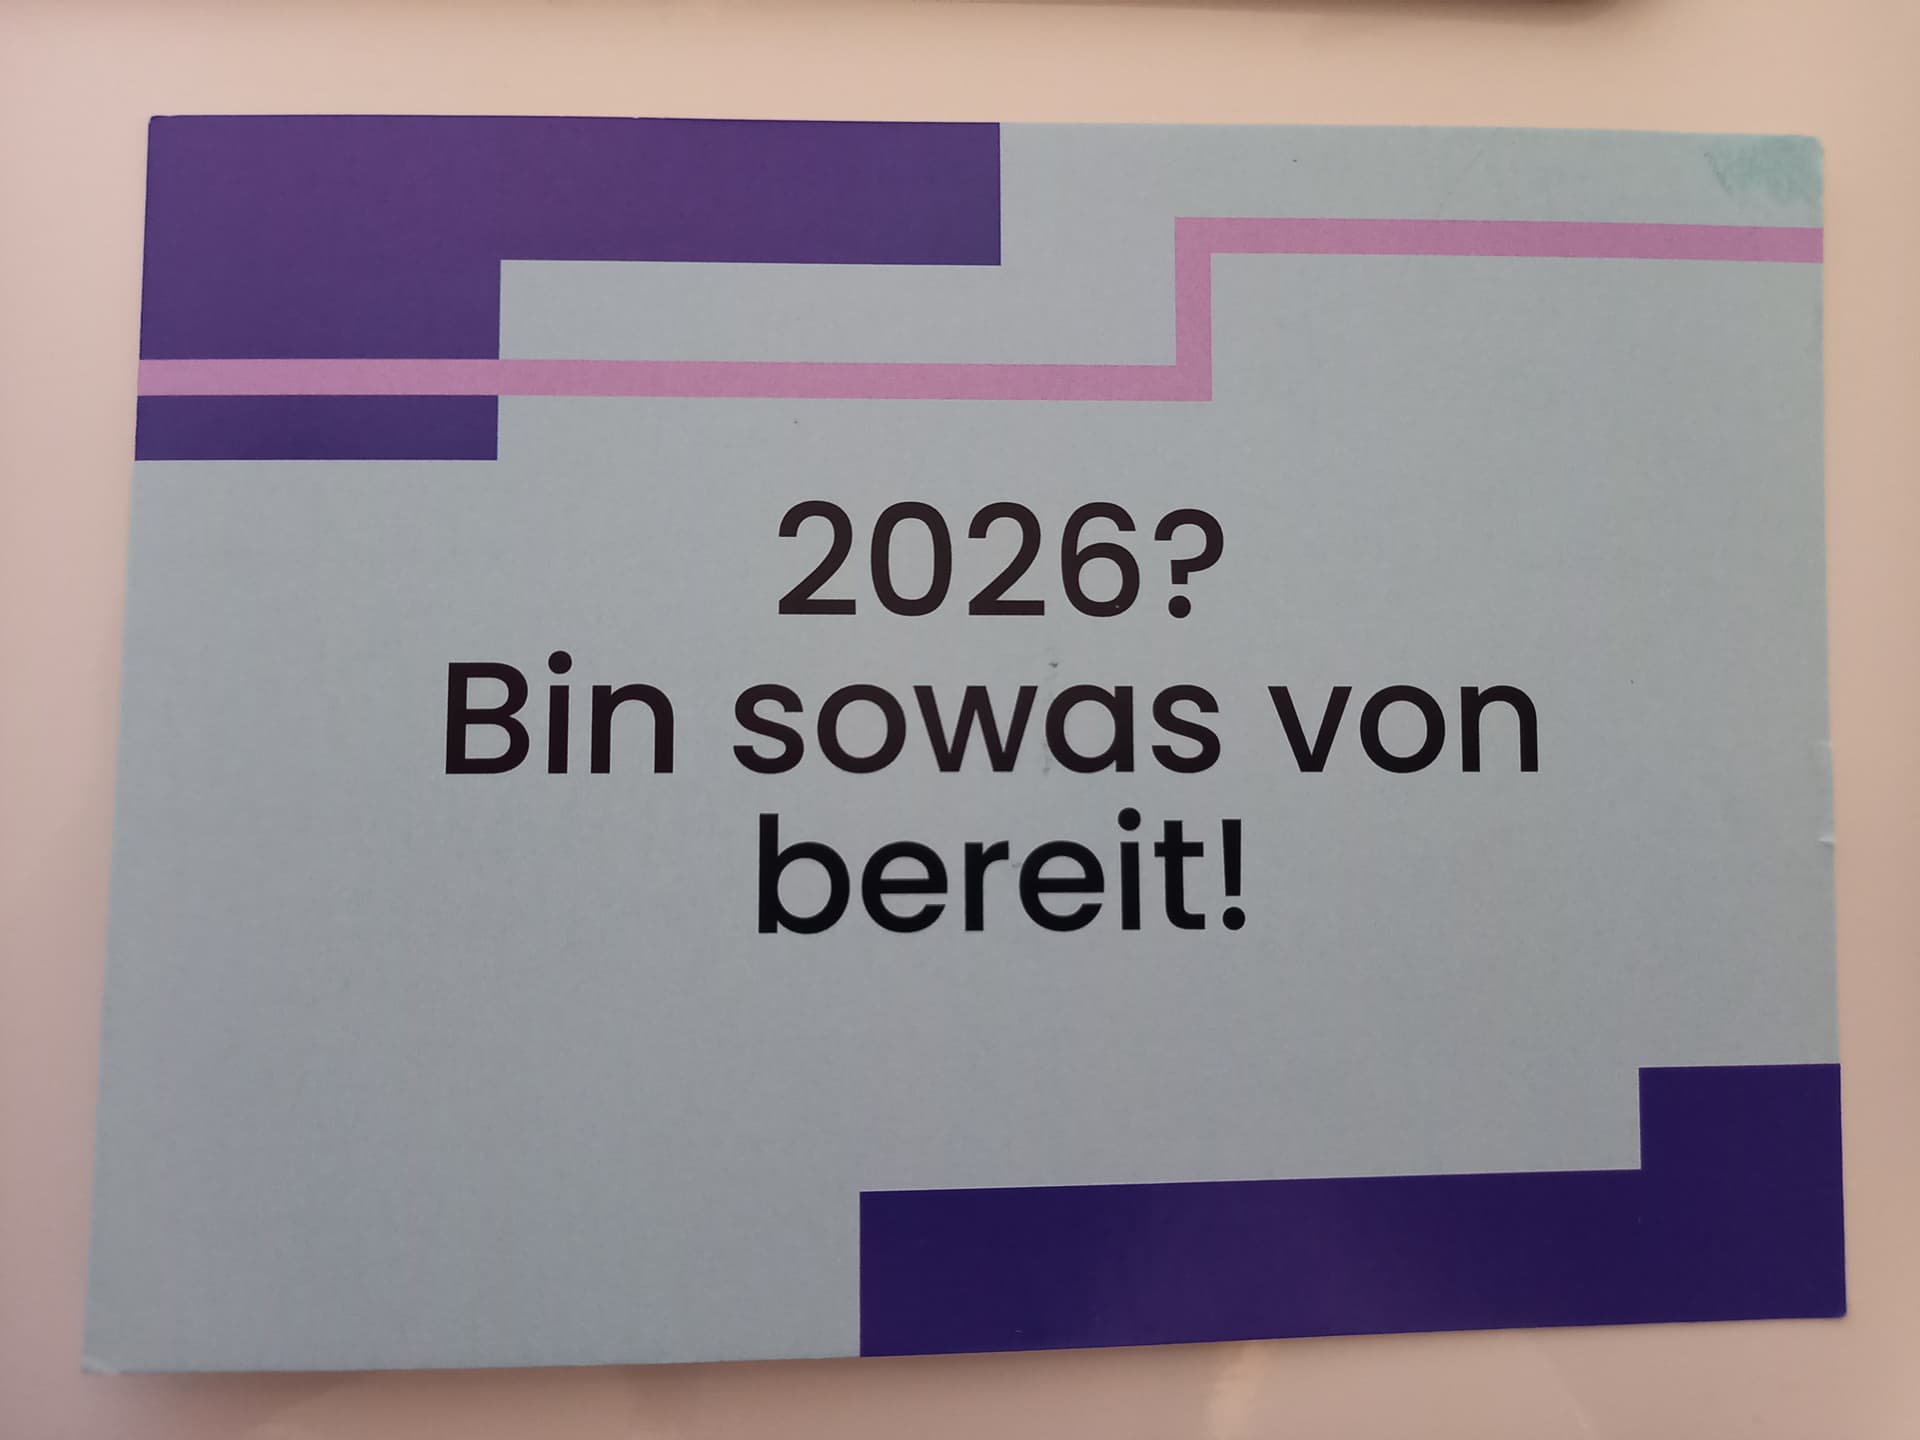 2026?
Bin sowas von
bereit!